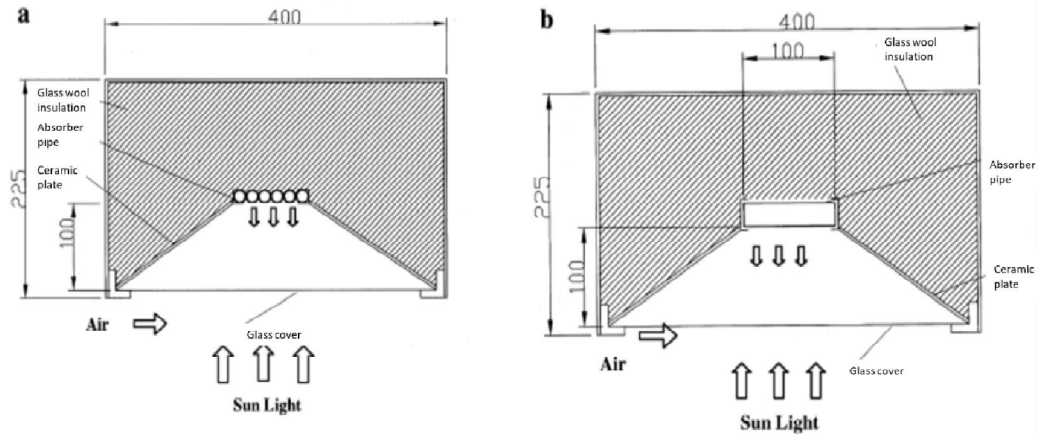 a
400
Glass wool
insulation
Absorber
pipe
Ceramic
plate
225
100
Air
Glass cover
Sun Light
b
400
100
Glass wool
insulation
Absorber
pipe
225
100
Ceramic
plate
Air
Glass cover
Sun Light